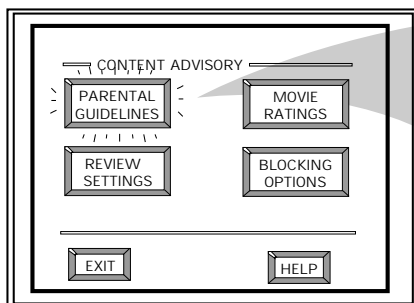 CONTENT ADVISORY
PARENTAL
GUIDELINES
MOVIE
RATINGS
REVIEW
SETTINGS
BLOCKING
OPTIONS
EXIT
HELP